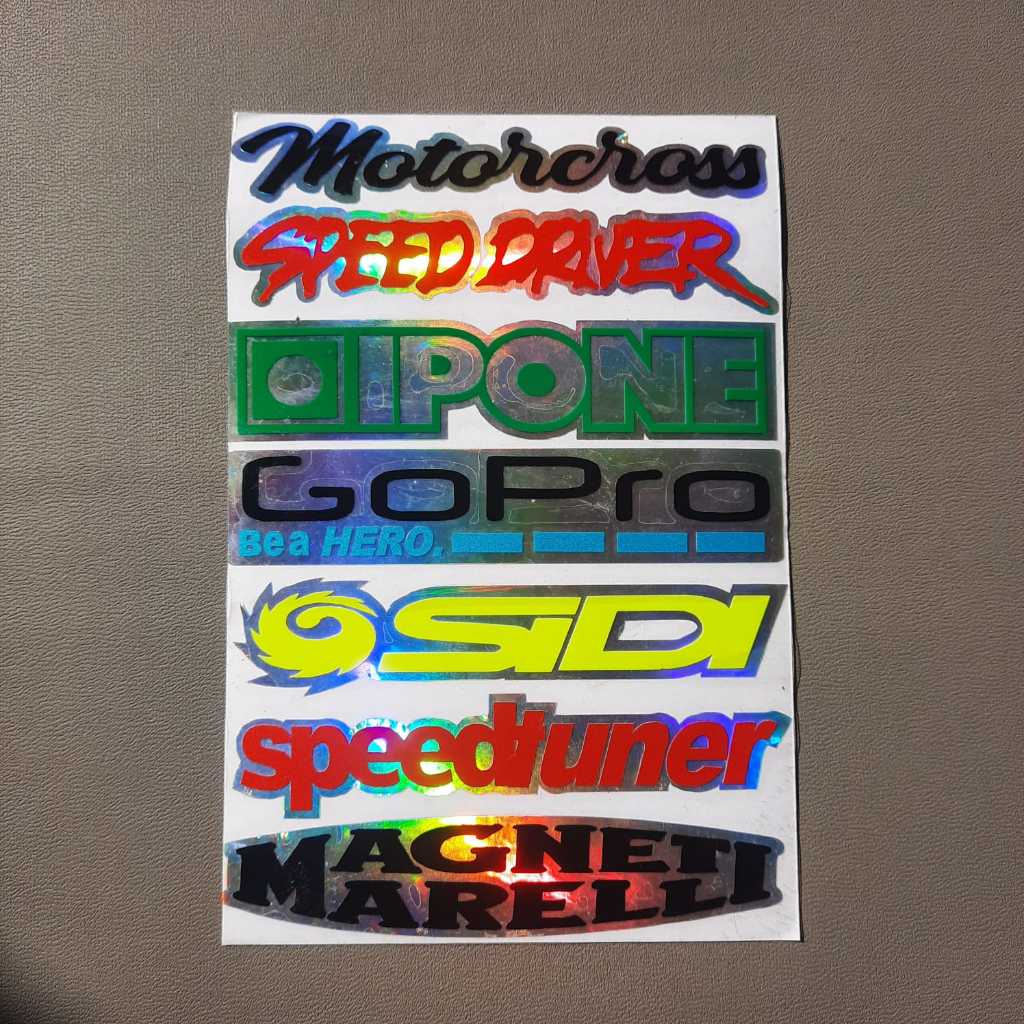 Motorcross
SPEED DRIVER
IPONE
GoPro
Be a HERO.
SiDI
speedtuner
MAGNETI
MARELLI